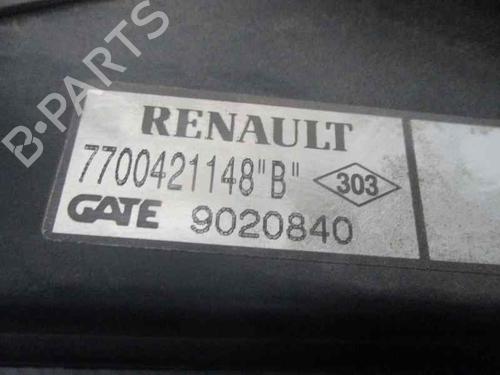 B-PARTS
RENAULT
7700421148"B" 303
GATE 9020840